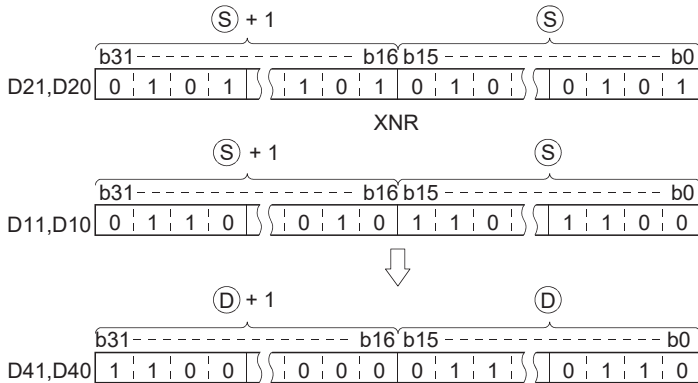 S + 1 S
b31 b16 b15 b0
D21,D20 0 1 0 1 1 0 1 0 1 0 0 1 0 1
XNR
S + 1 S
b31 b16 b15 b0
D11,D10 0 1 1 0 0 1 0 1 1 0 1 1 0 0
D + 1 D
b31 b16 b15 b0
D41,D40 1 1 0 0 0 0 0 0 1 1 0 1 1 0